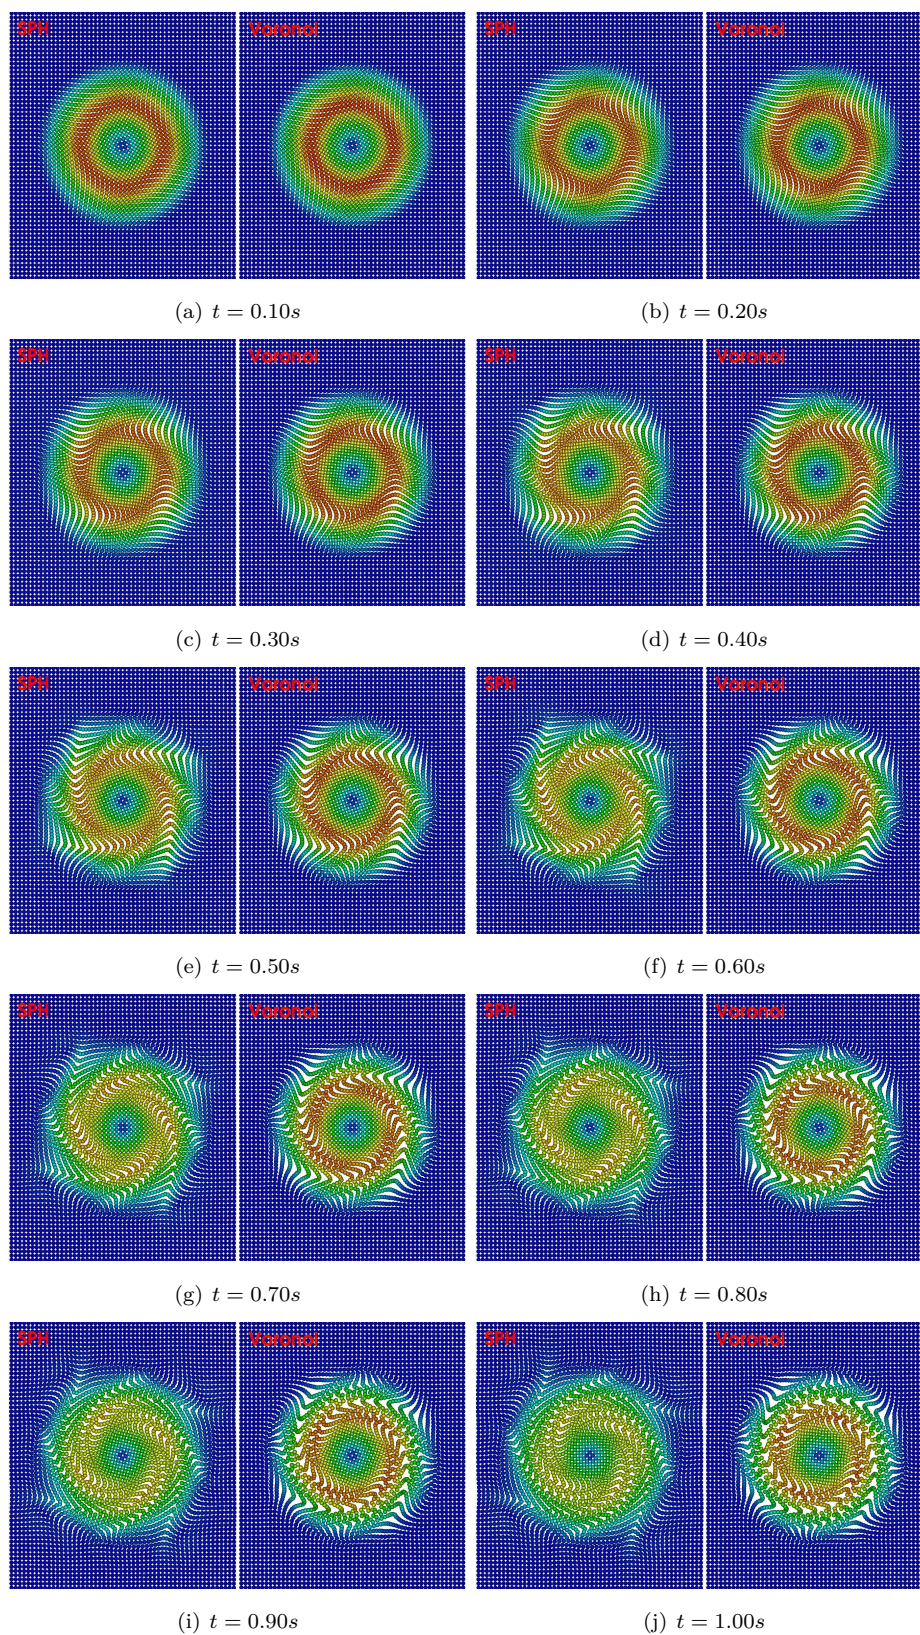 SPH Voronoi SPH Voronoi
(a) t = 0.10s (b) t = 0.20s
SPH Voronoi SPH Voronoi
(c) t = 0.30s (d) t = 0.40s
SPH Voronoi SPH Voronoi
(e) t = 0.50s (f) t = 0.60s
SPH Voronoi SPH Voronoi
(g) t = 0.70s (h) t = 0.80s
SPH Voronoi SPH Voronoi
(i) t = 0.90s (j) t = 1.00s